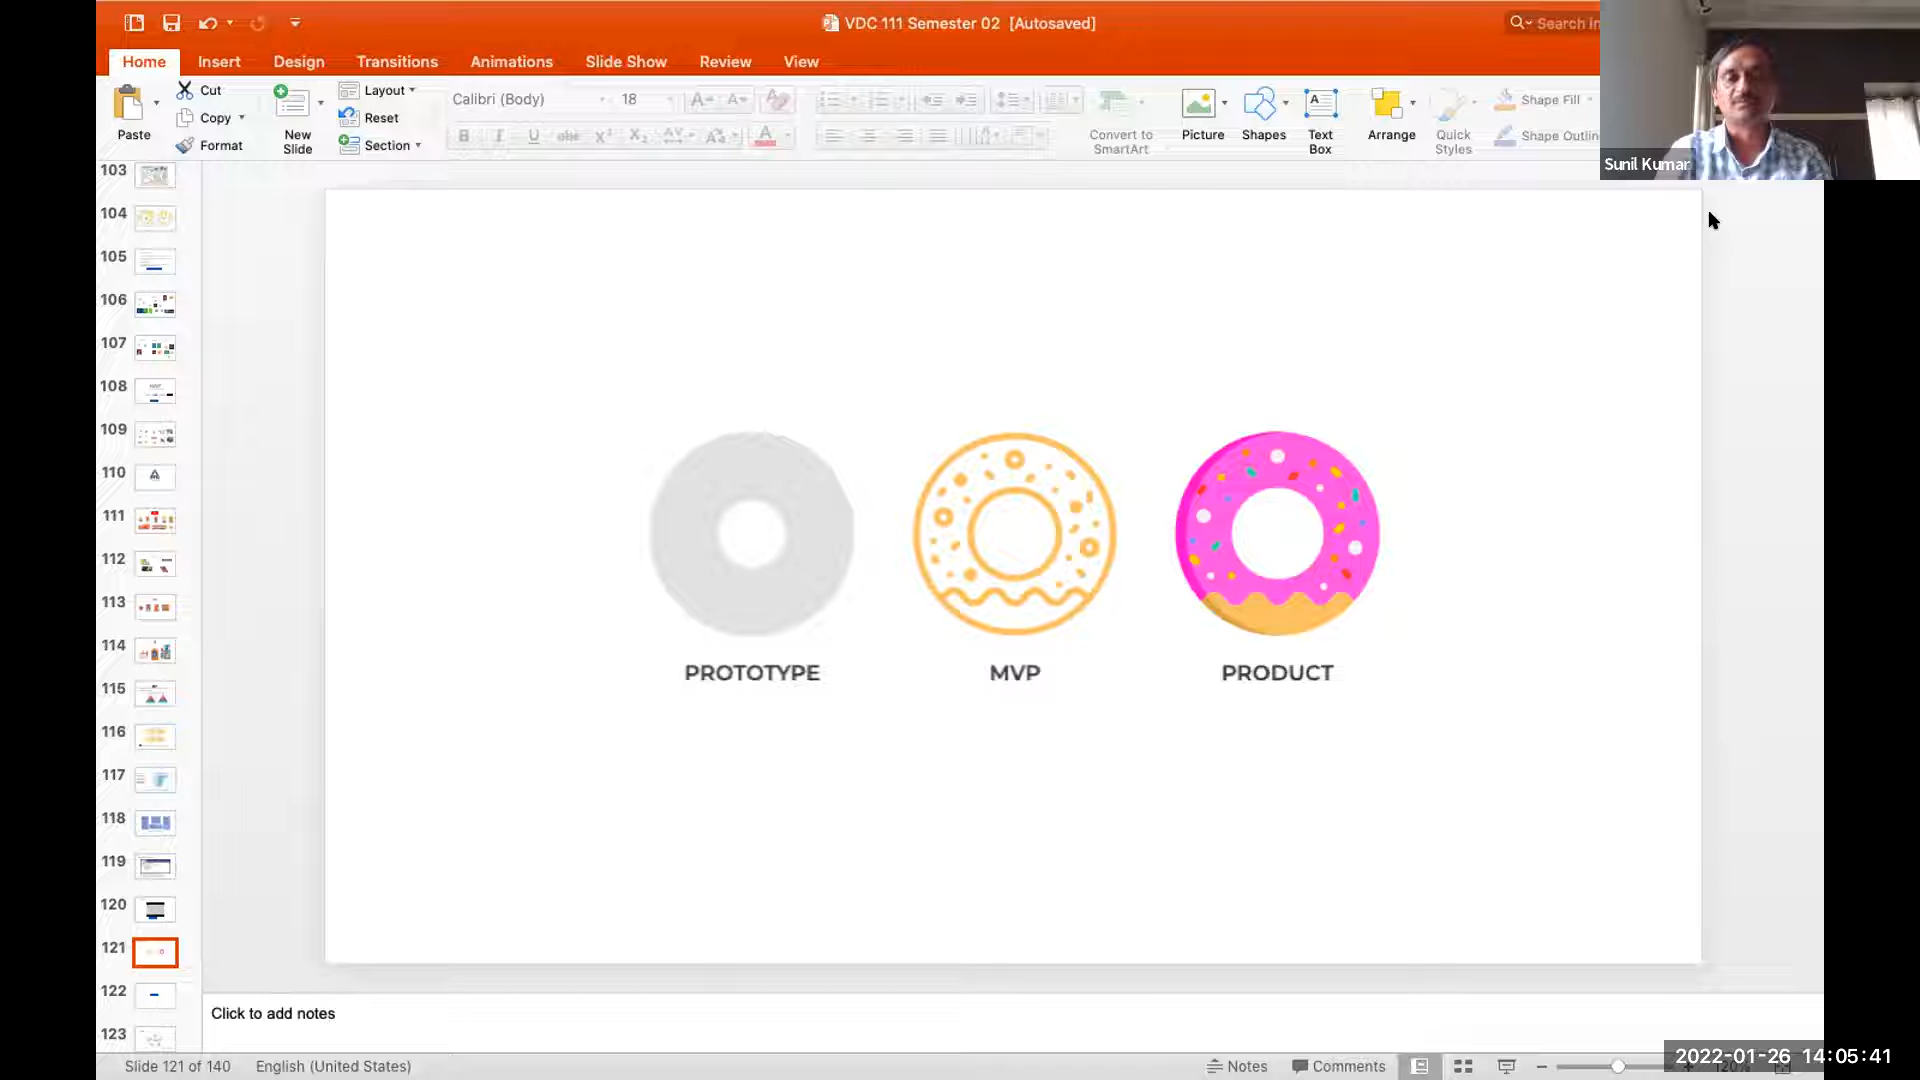 VDC 111 Semester 02 [Autosaved]
Search in
Home Insert Design Transitions Animations Slide Show Review View
Paste
Cut
Copy
Format
New
Slide
Layout
Reset
Section
Calibri (Body) 18
Convert to
SmartArt
Picture
Shapes
Text
Box
Arrange
Quick
Styles
Shape Fill
Shape Outlin
Sunil Kumar
103
104
105
106
107
108
109
110
111
112
113
114
115
116
117
118
119
120
121
122
123
PROTOTYPE MVP PRODUCT
Click to add notes
Slide 121 of 140 English (United States) Notes Comments 120%
2022-01-26 14:05:41